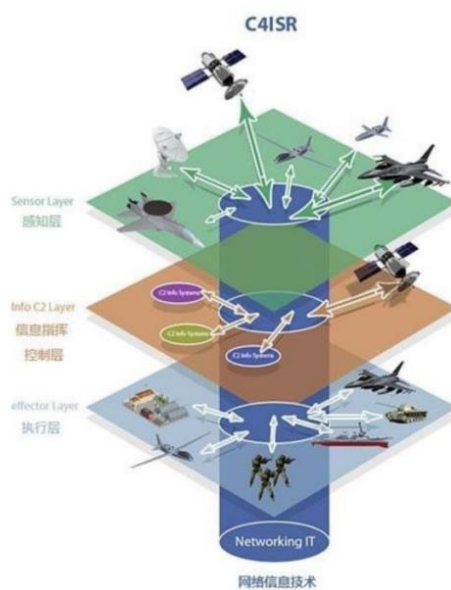 C4ISR
Sensor Layer
感知层
Info C2 Layer
信息指挥
控制层
C2 Info Systems
C2 Info Systems
C2 Info Systems
effector Layer
执行层
Networking IT
网络信息技术